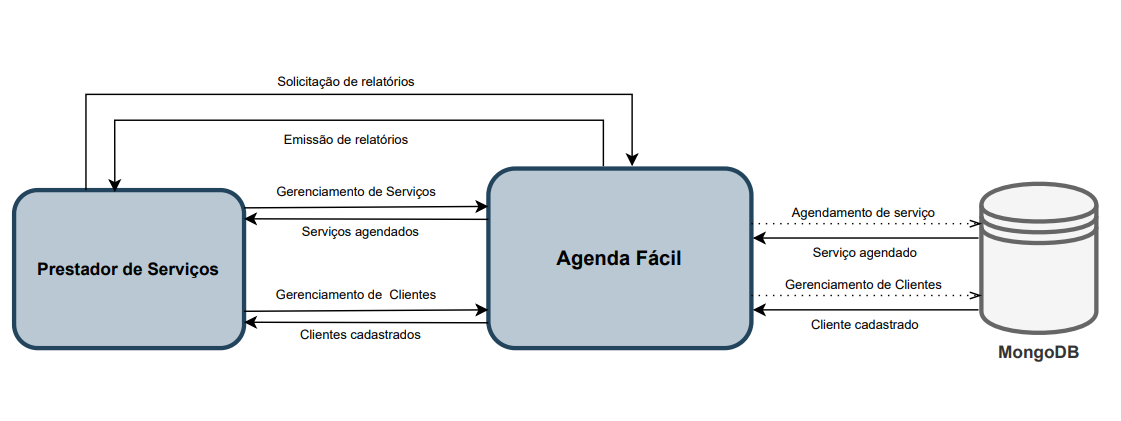 Solicitação de relatórios
Emissão de relatórios
Gerenciamento de Serviços
Serviços agendados
Prestador de Serviços
Agenda Fácil
Gerenciamento de Clientes
Clientes cadastrados
Agendamento de serviço
Serviço agendado
Gerenciamento de Clientes
Cliente cadastrado
MongoDB